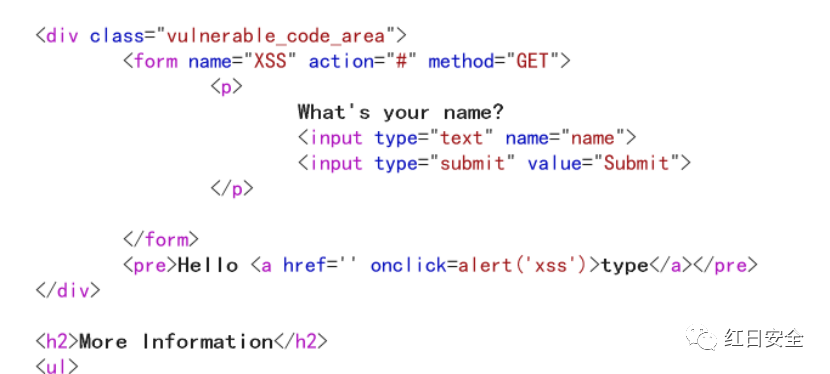 <div class="vulnerable_code_area">
<form name="XSS" action="#" method="GET">
<p>
What's your name?
<input type="text" name="name">
<input type="submit" value="Submit">
</p>
</form>
<pre>Hello <a href='' onclick=alert('xss')>type</a></pre>
</div>
<h2>More Information</h2>
<ul>
红日安全